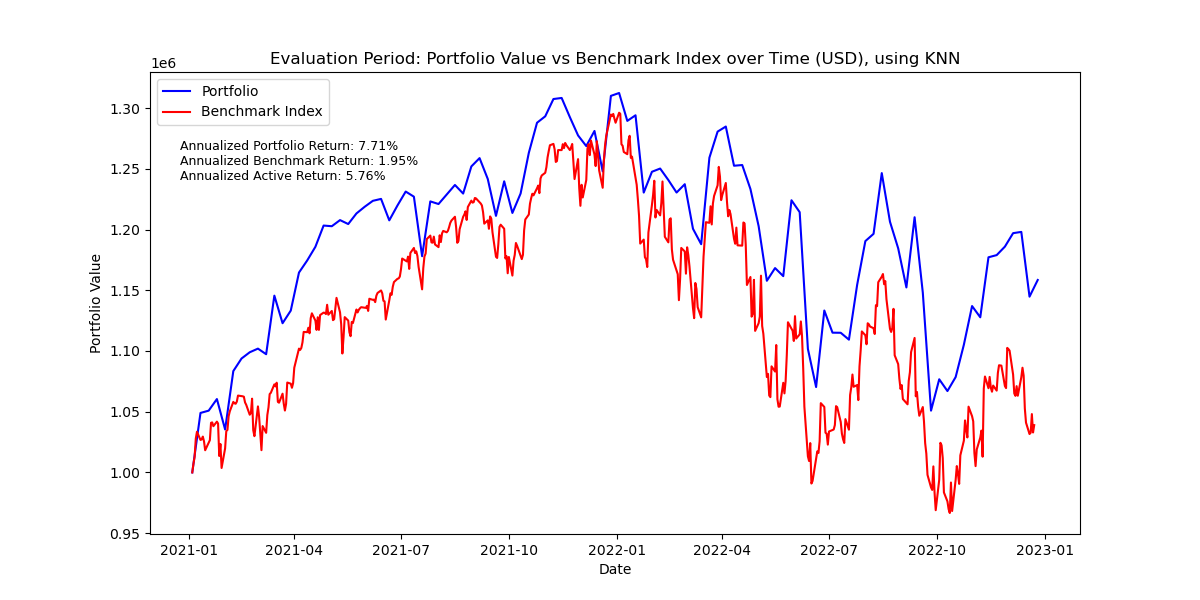 Evaluation Period: Portfolio Value vs Benchmark Index over Time (USD), using KNN
1e6
Portfolio
Benchmark Index
Annualized Portfolio Return: 7.71%
Annualized Benchmark Return: 1.95%
Annualized Active Return: 5.76%
Portfolio Value
1.30
1.25
1.20
1.15
1.10
1.05
1.00
0.95
2021-01 2021-04 2021-07 2021-10 2022-01 2022-04 2022-07 2022-10 2023-01
Date